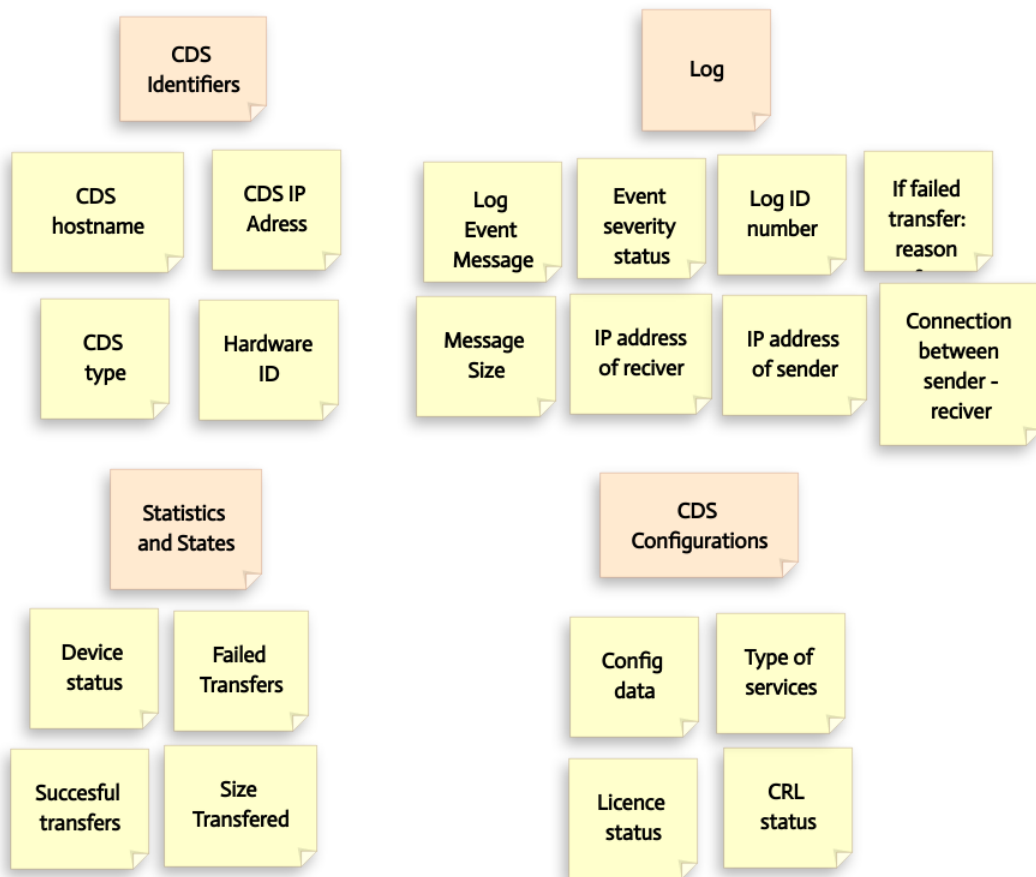 CDS
Identifiers
Log
CDS
hostname
CDS IP
Adress
CDS
type
Hardware
ID
Log
Event
Message
Event
severity
status
Log ID
number
If failed
transfer:
reason
Message
Size
IP address
of reciver
IP address
of sender
Connection
between
sender -
reciver
Statistics
and States
Device
status
Failed
Transfers
Succesful
transfers
Size
Transfered
CDS
Configurations
Config
data
Type of
services
Licence
status
CRL
status